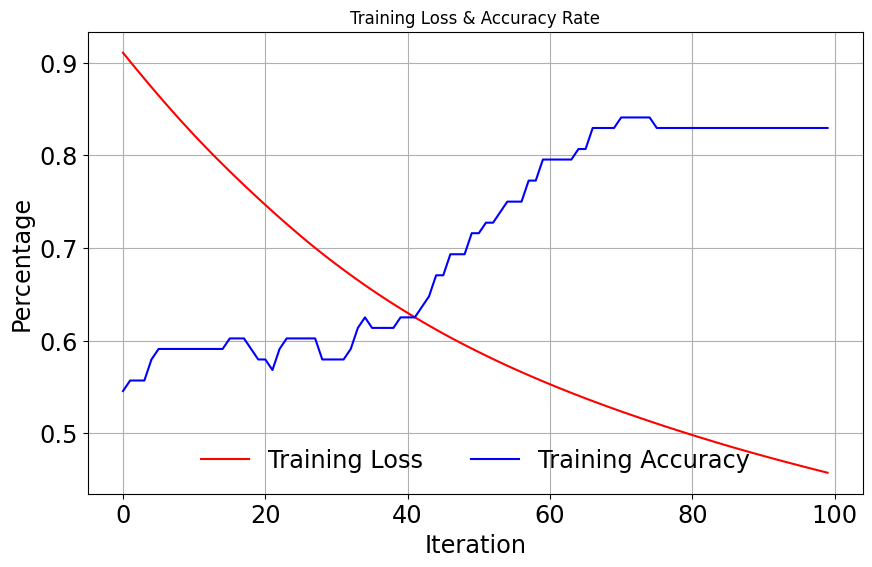 Training Loss & Accuracy Rate
Percentage
0.9
0.8
0.7
0.6
0.5
Training Loss
Training Accuracy
0 20 40 60 80 100
Iteration